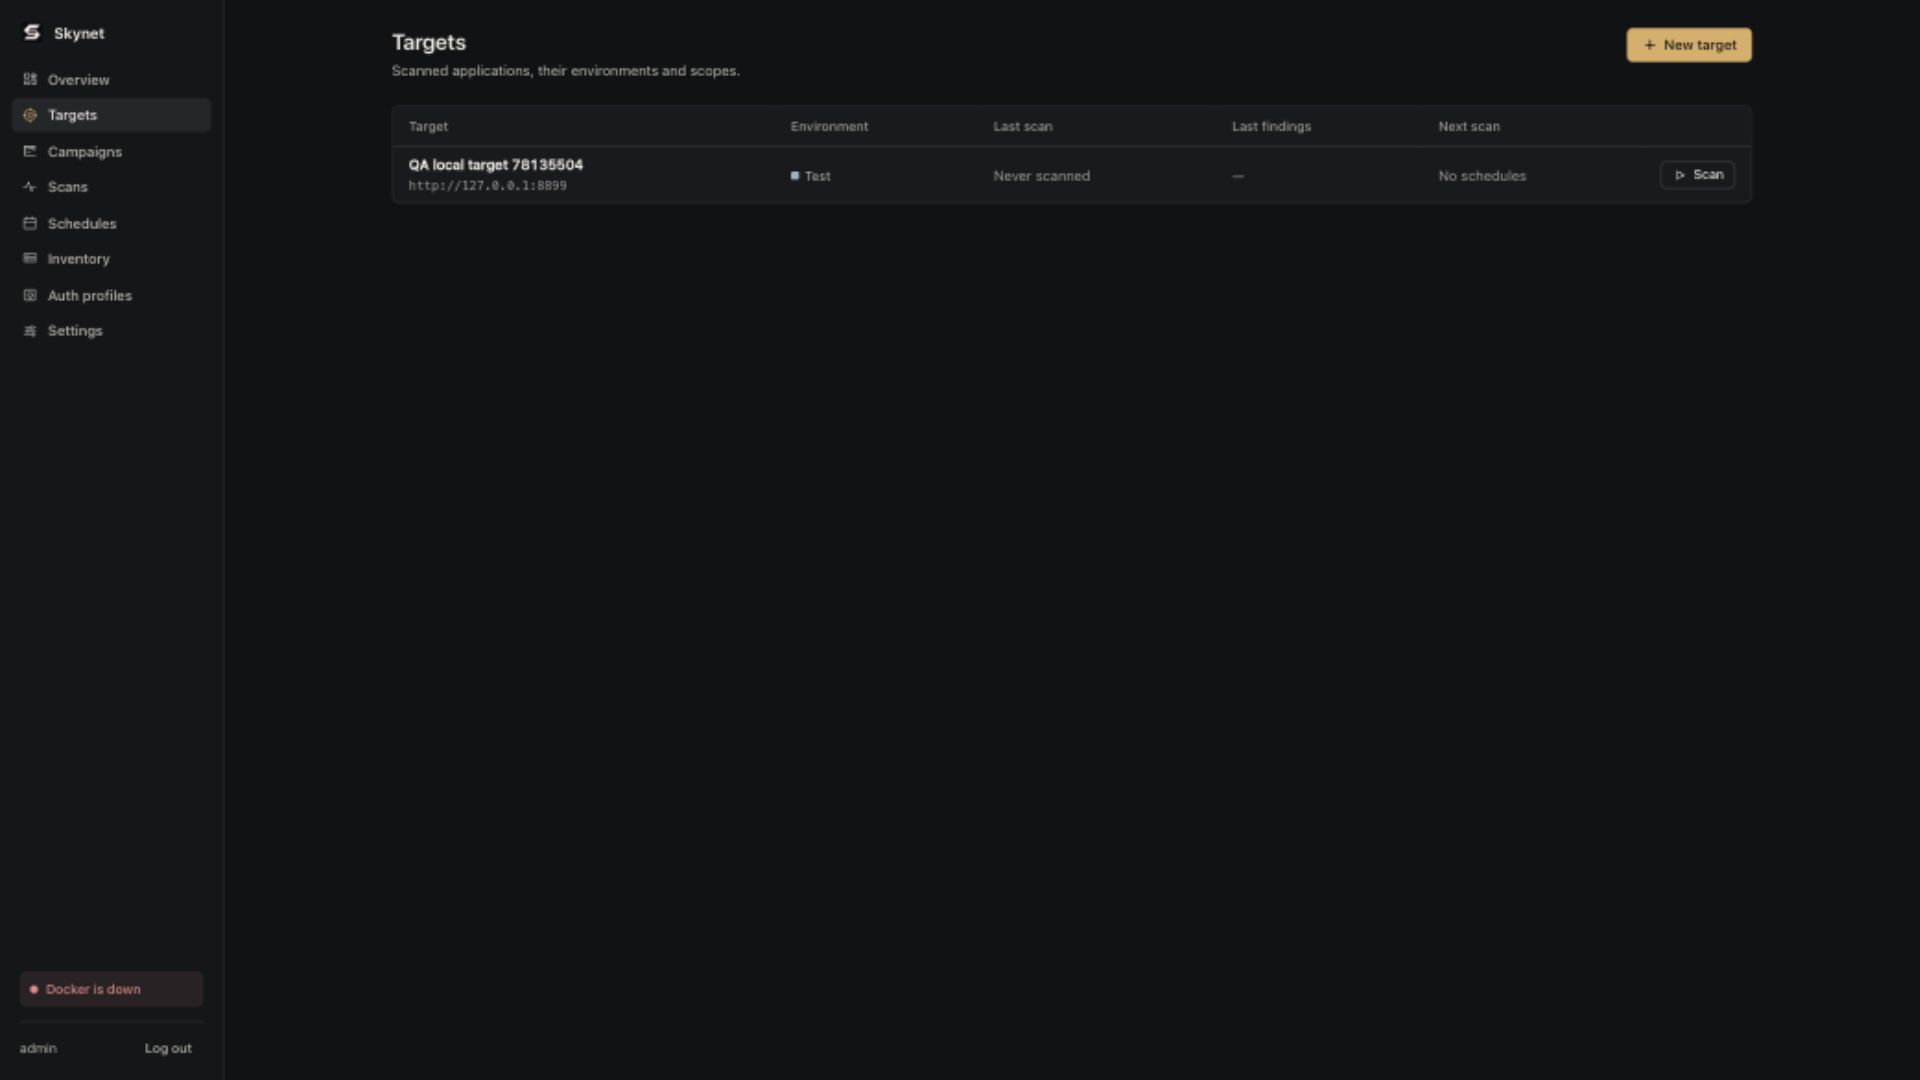 Skynet
Overview
Targets
Campaigns
Scans
Schedules
Inventory
Auth profiles
Settings
Docker is down
admin
Log out
Targets
Scanned applications, their environments and scopes.
+ New target
Target Environment Last scan Last findings Next scan
QA local target 78135504
http://127.0.0.1:8899
Test
Never scanned
—
No schedules
Scan